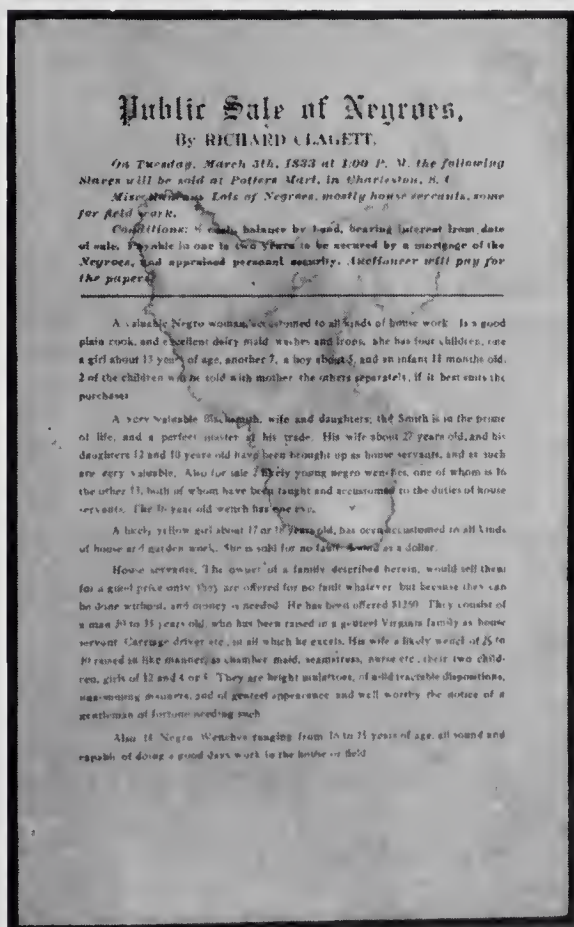 Public Sale of Negroes,
By RICHARD CLAGETT.
On Tuesday, March 5th, 1833 at 1:00 P. M. the following
Slaves will be sold at Potters Mart, in Charleston, S. C.
Miscellaneous Lots of Negroes, mostly house servants, some
for field work.
Conditions: cash, balance by bond, bearing interest from date
of sale. Payable in one to two years to be secured by a mortgage of the
Negroes, and appraised personal security. Auctioneer will pay for
the papers.
A valuable Negro woman, accustomed to all kinds of house work. Is a good
plain cook, and excellent dairy maid, washes and irons. She has four children, one
a girl about 13 years of age, another 7, a boy about 5, and an infant 11 months old.
2 of the children will be sold with mother, the others separately, if it best suits the
purchaser.
A very valuable Blacksmith, wife and daughters; the Smith is in the prime
of life, and a perfect master at his trade. His wife about 27 years old, and his
daughters 12 and 10 years old have been brought up as house servants, and as such
are very valuable. Also for sale 2 likely young negro wenches, one of whom is 16
the other 13, both of whom have been taught and accustomed to the duties of house
servants. The 16 year old wench has one eye.
A likely yellow girl about 17 or 18 years old, has been accustomed to all kinds
of house and garden work. She is sold for no fault. Sound as a dollar.
House servants: The owner of a family described herein, would sell them
for a good price only, they are offered for no fault whatever, but because they can
be done without, and money is needed. He has been offered $1250. They consist of
a man 30 to 33 years old, who has been raised in a genteel Virginia family as house
servant, Carriage driver etc., in all which he excels. His wife a likely wench of 25 to
30 raised in like manner, as chamber maid, seamstress, nurse etc., their two child-
ren, girls of 12 and 4 or 5. They are bright mulattoes, of mild tractable dispositions,
unassuming manners, and of genteel appearance and well worthy the notice of a
gentleman of fortune needing such.
Also 14 Negro Wenches ranging from 16 to 25 years of age, all sound and
capable of doing a good days work in the house or field.